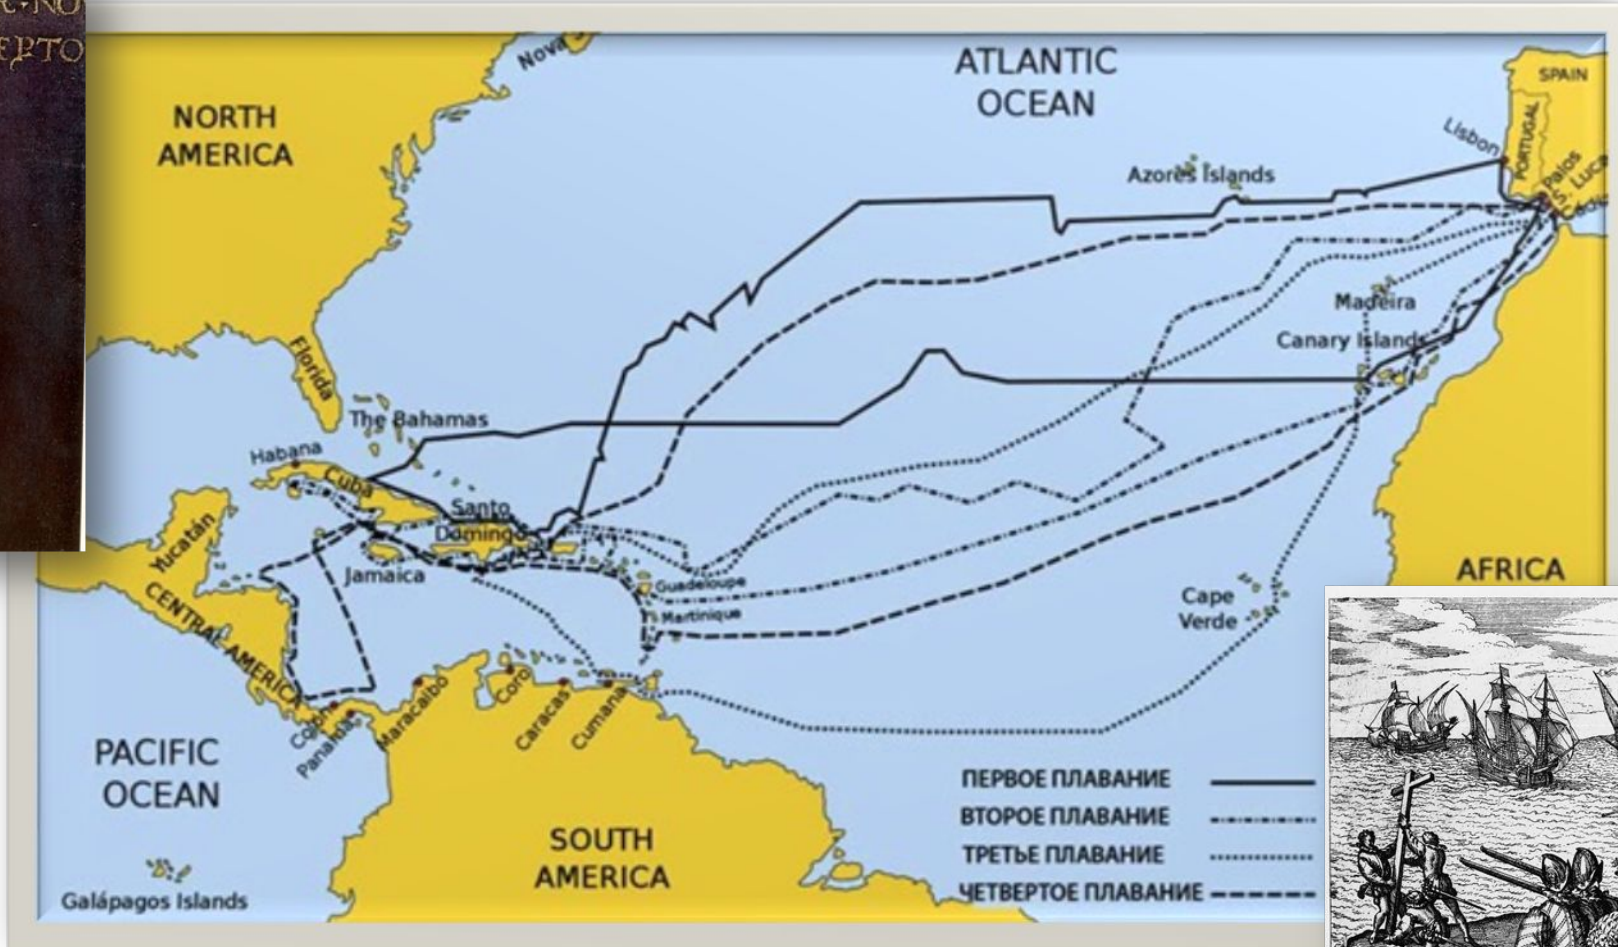 NORTH
AMERICA
Nova
ATLANTIC
OCEAN
SPAIN
PORTUGAL
Lisbon
Palos
Azores Islands
Madeira
Canary Islands
Florida
The Bahamas
Habana
Cuba
Santo
Domingo
Yucatán
Jamaica
Guadeloupe
Martinique
CENTRAL AMERICA
AFRICA
Cape
Verde
Colón
Panama
Maracaibo
Coro
Caracas
Cumana
PACIFIC
OCEAN
SOUTH
AMERICA
Galápagos Islands
ПЕРВОЕ ПЛАВАНИЕ
ВТОРОЕ ПЛАВАНИЕ
ТРЕТЬЕ ПЛАВАНИЕ
ЧЕТВЕРТОЕ ПЛАВАНИЕ